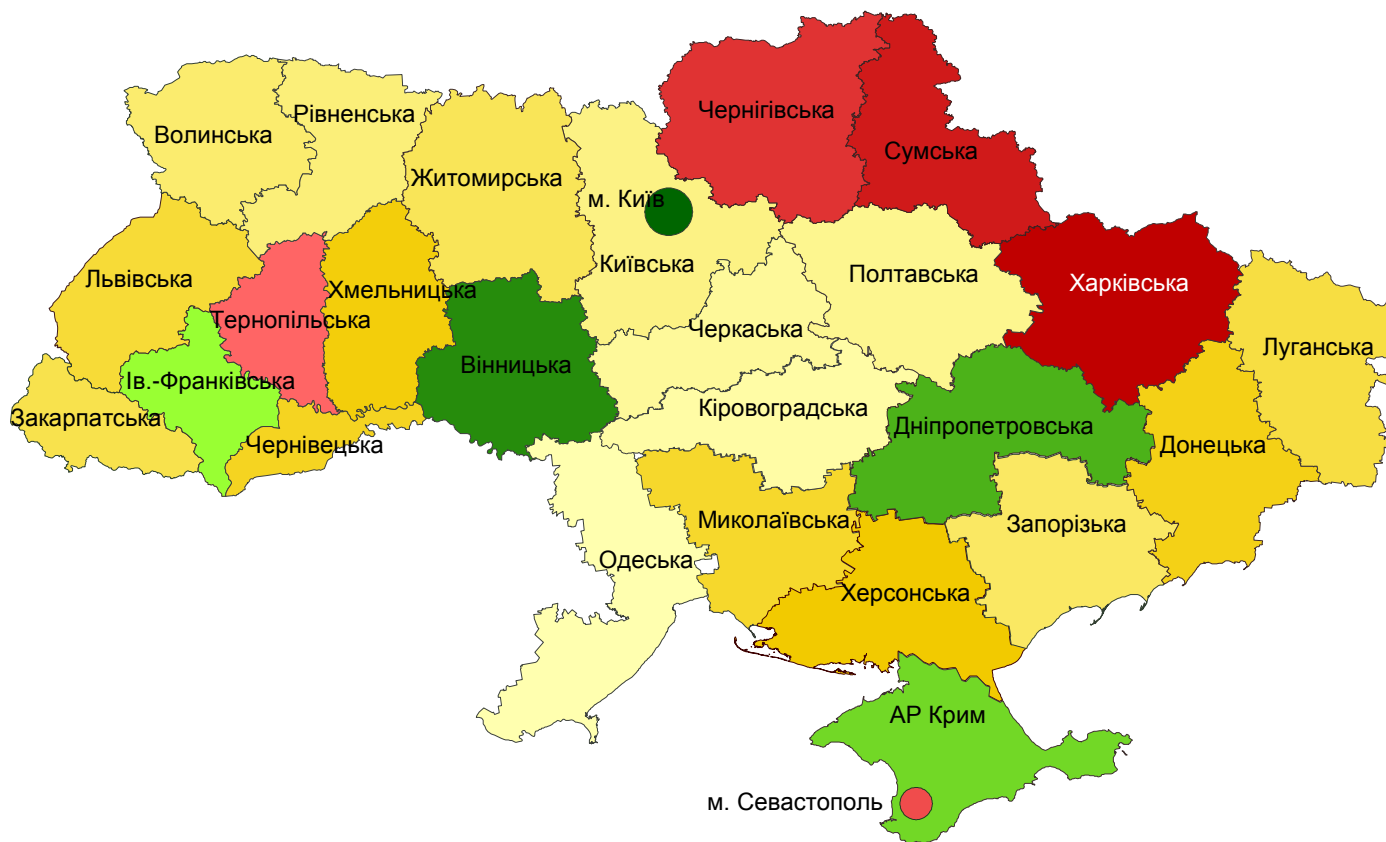 Чернігівська
Рівненська
Волинська
Сумська
Житомирська
м. Київ
Київська
Полтавська
Львівська
Хмельницька
Харківська
Тернопільська
Черкаська
Луганська
Вінницька
Ів.-Франківська
Кіровоградська
Закарпатська
Чернівецька
Дніпропетровська
Донецька
Миколаївська
Запорізька
Одеська
Херсонська
АР Крим
м. Севастополь